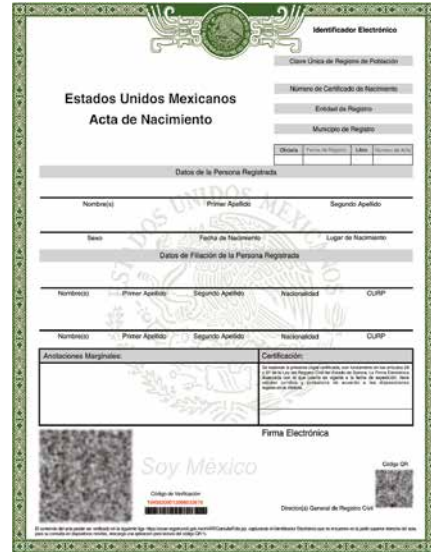 Identificador Electrónico
Clave Única de Registro de Población
Número de Certificado de Nacimiento
Estados Unidos Mexicanos
Entidad de Registro
Acta de Nacimiento
Municipio de Registro
Oficialía Fecha de Registro Libro Número de Acta
Datos de la Persona Registrada
Nombre(s) Primer Apellido Segundo Apellido
Sexo Fecha de Nacimiento Lugar de Nacimiento
Datos de Filiación de la Persona Registrada
Nombre(s) Primer Apellido Segundo Apellido Nacionalidad CURP
Nombre(s) Primer Apellido Segundo Apellido Nacionalidad CURP
ESTADOS UNIDOS MEXICANOS
Anotaciones Marginales: Certificación:
Firma Electrónica
Soy México
Código QR
Código de Verificación
Director(a) General de Registro Civil